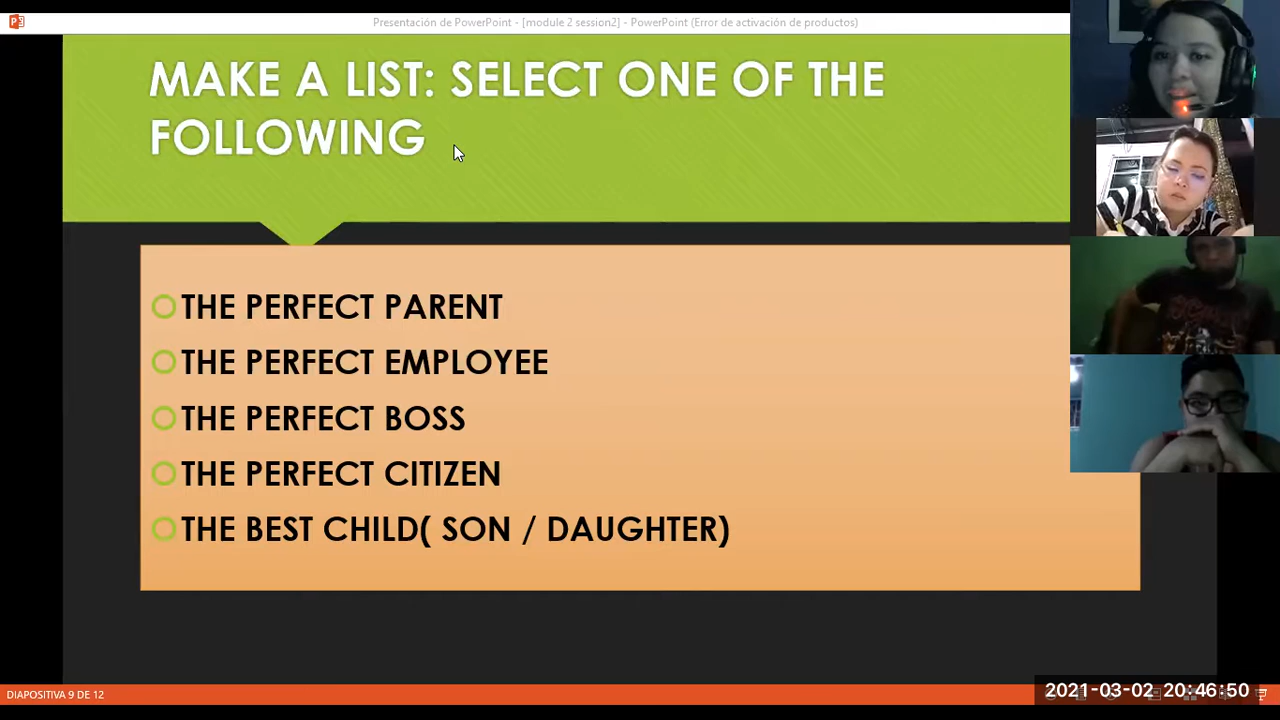 Presentación de PowerPoint - [module 2 session2] - PowerPoint (Error de activación de productos)
MAKE A LIST: SELECT ONE OF THE
FOLLOWING
THE PERFECT PARENT
THE PERFECT EMPLOYEE
THE PERFECT BOSS
THE PERFECT CITIZEN
THE BEST CHILD( SON / DAUGHTER)
DIAPOSITIVA 9 DE 12
2021-03-02 20:46:50